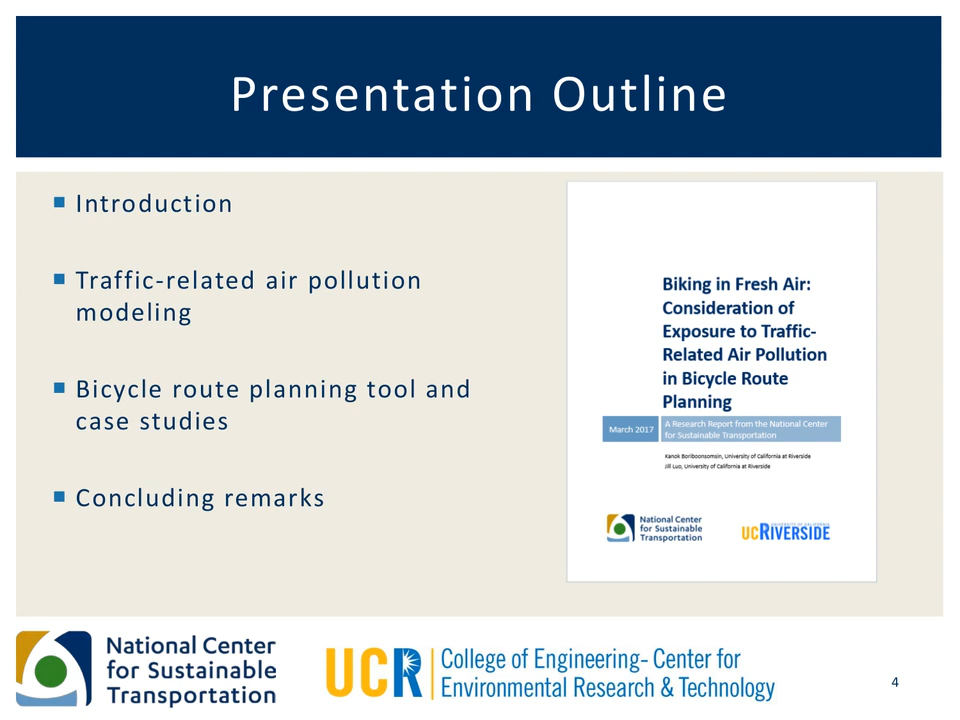 Presentation Outline
Introduction
Traffic-related air pollution
modeling
Bicycle route planning tool and
case studies
Concluding remarks
Biking in Fresh Air:
Consideration of
Exposure to Traffic-
Related Air Pollution
in Bicycle Route
Planning
March 2017
A Research Report from the National Center
for Sustainable Transportation
Kanok Boriboonsomsin, University of California at Riverside
Jill Luo, University of California at Riverside
National Center
for Sustainable
Transportation
UNIVERSITY OF CALIFORNIA
UCRIVERSIDE
National Center
for Sustainable
Transportation
UCR
College of Engineering- Center for
Environmental Research & Technology
4